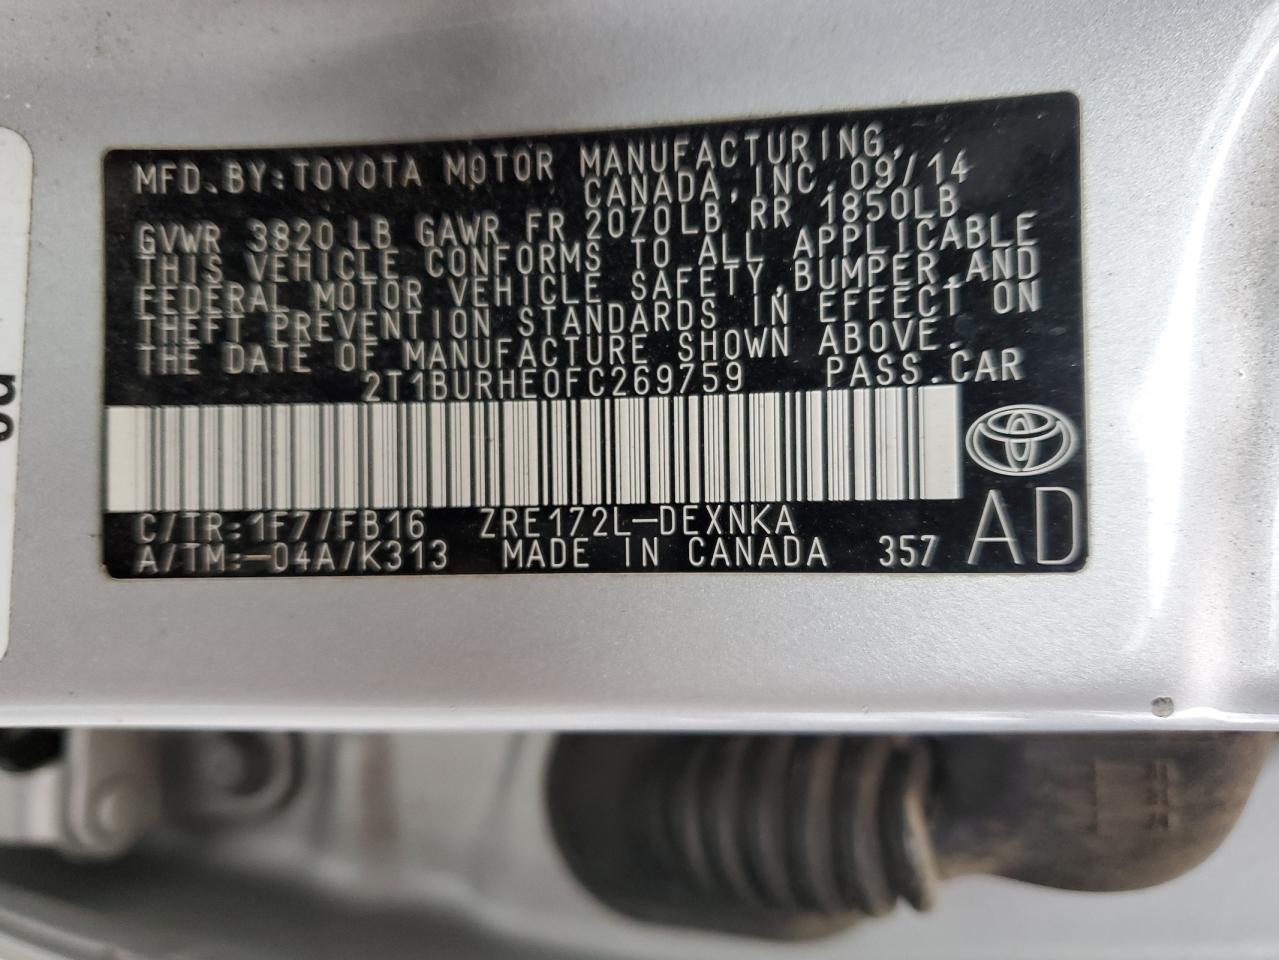 MFD. BY: TOYOTA MOTOR MANUFACTURING,
CANADA, INC. 09/14
GVWR 3820 LB GAWR FR 2070LB RR 1850LB
THIS VEHICLE CONFORMS TO ALL APPLICABLE
FEDERAL MOTOR VEHICLE SAFETY, BUMPER, AND
THEFT PREVENTION STANDARDS IN EFFECT ON
THE DATE OF MANUFACTURE SHOWN ABOVE.
2T1BURHE0FC269759 PASS. CAR
C/TR: 1F7/FB16 ZRE172L-DEXNKA
A/TM: -04A/K313 MADE IN CANADA 357 AD